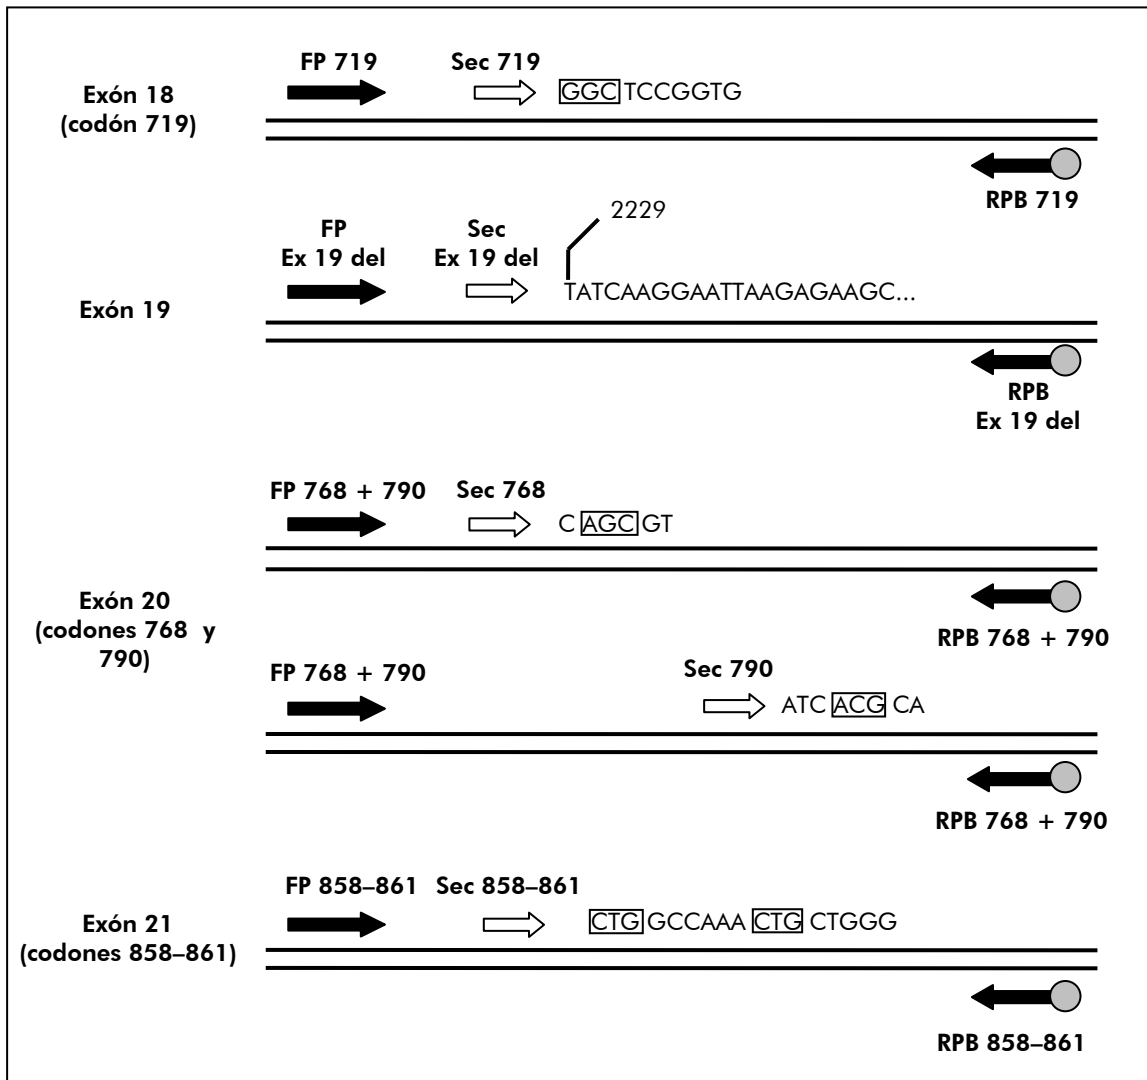 FP 719
Sec 719
Exón 18
(codón 719)
GGC TCCGGTG
RPB 719
FP
Ex 19 del
Sec
Ex 19 del
2229
Exón 19
TATCAAGGAATTAAGAGAAGC...
RPB
Ex 19 del
FP 768 + 790
Sec 768
C AGC GT
RPB 768 + 790
Exón 20
(codones 768 y
790)
FP 768 + 790
Sec 790
ATC ACG CA
RPB 768 + 790
FP 858–861
Sec 858–861
Exón 21
(codones 858–861)
CTG GCCAAA CTG CTGGG
RPB 858–861